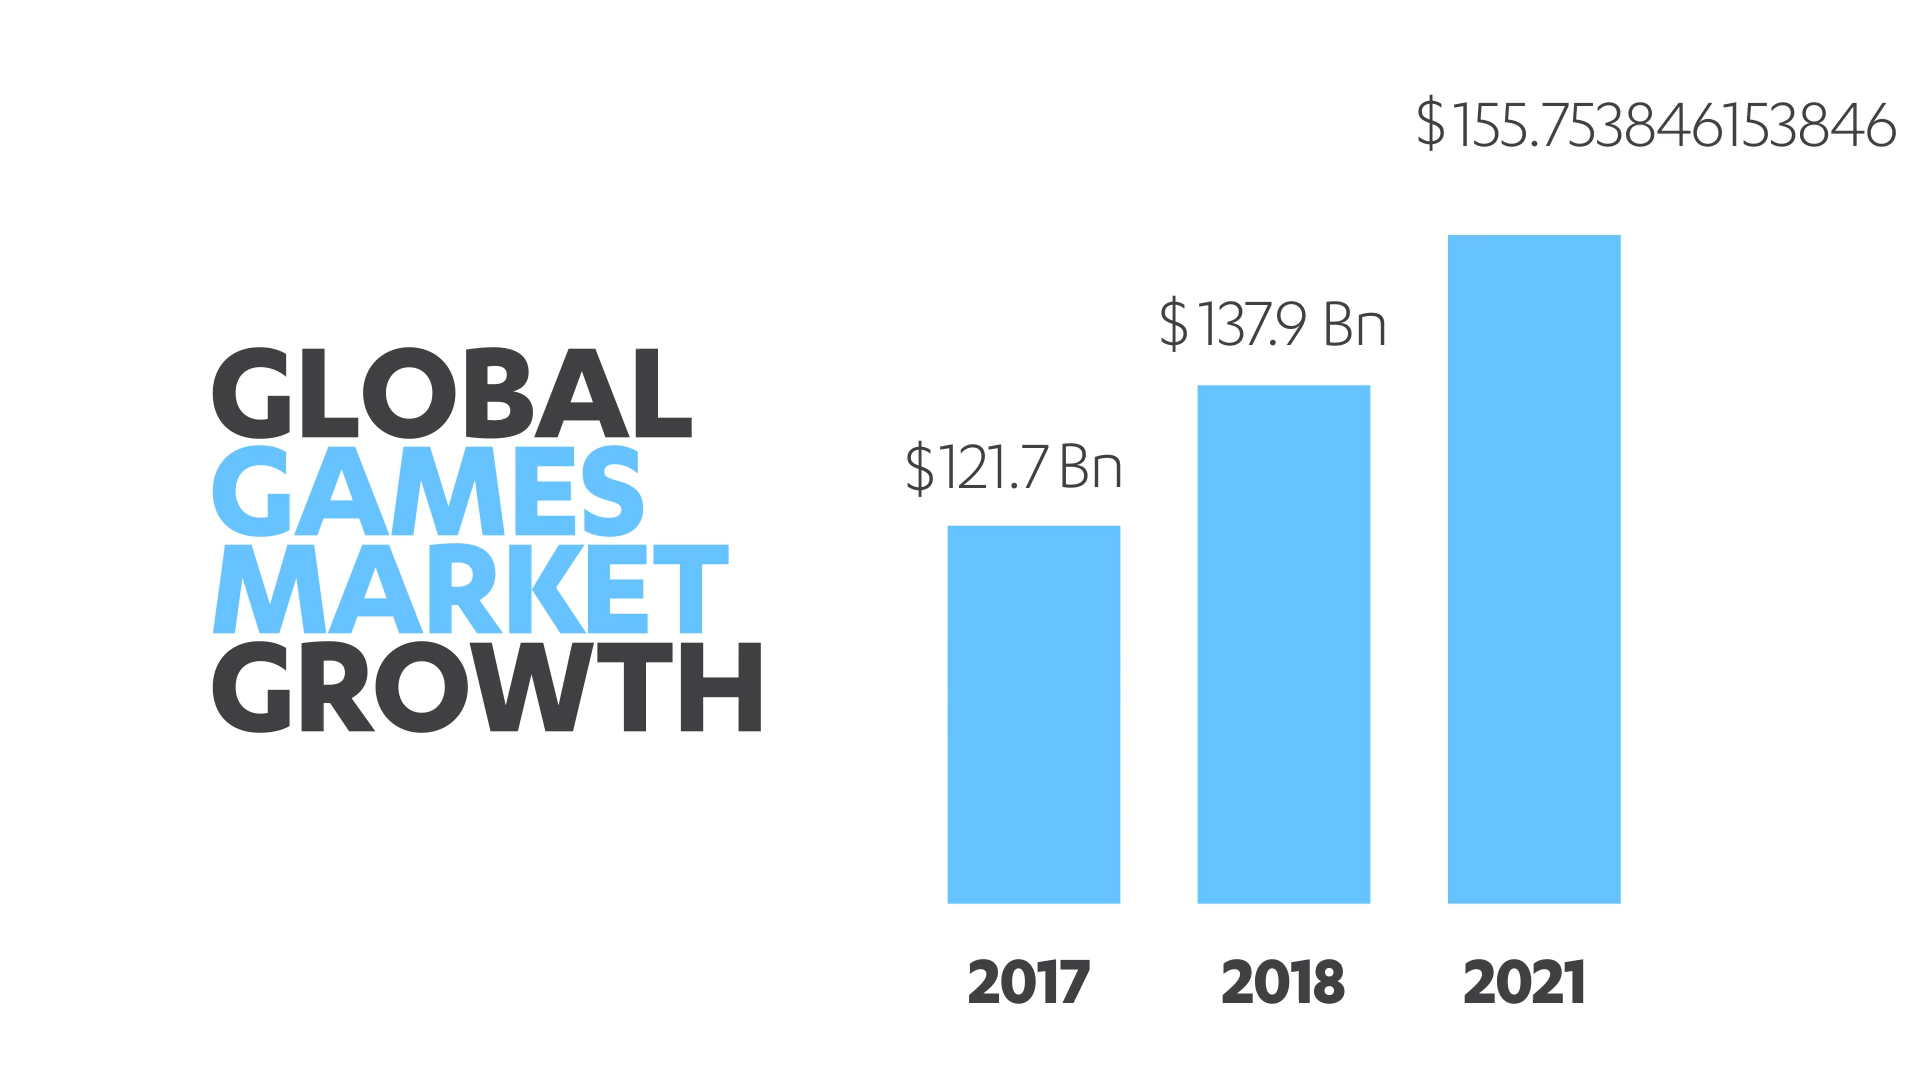 GLOBAL
GAMES
MARKET
GROWTH
$155.753846153846
$137.9 Bn
$121.7 Bn
2017
2018
2021